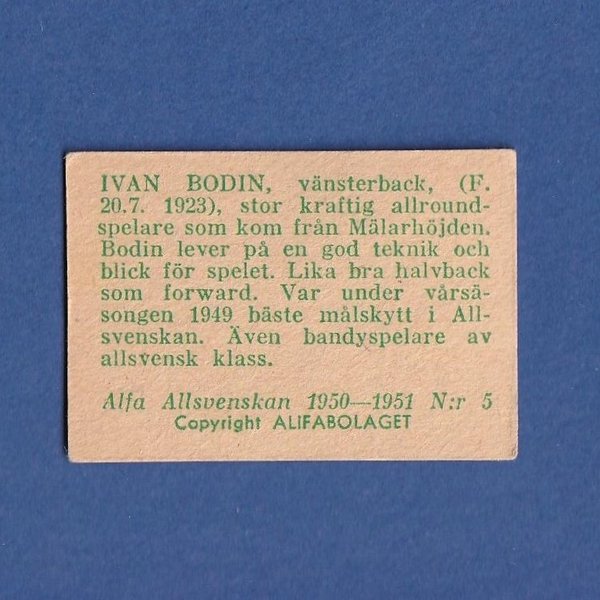 IVAN BODIN, vänsterback, (F.
20.7. 1923), stor kraftig allround-
spelare som kom från Mälarhöjden.
Bodin lever på en god teknik och
blick för spelet. Lika bra halvback
som forward. Var under vårsä-
songen 1949 bäste målskytt i All-
svenskan. Även bandyspelare av
allsvensk klass.
Alfa Allsvenskan 1950—1951 N:r 5
Copyright ALIFABOLAGET